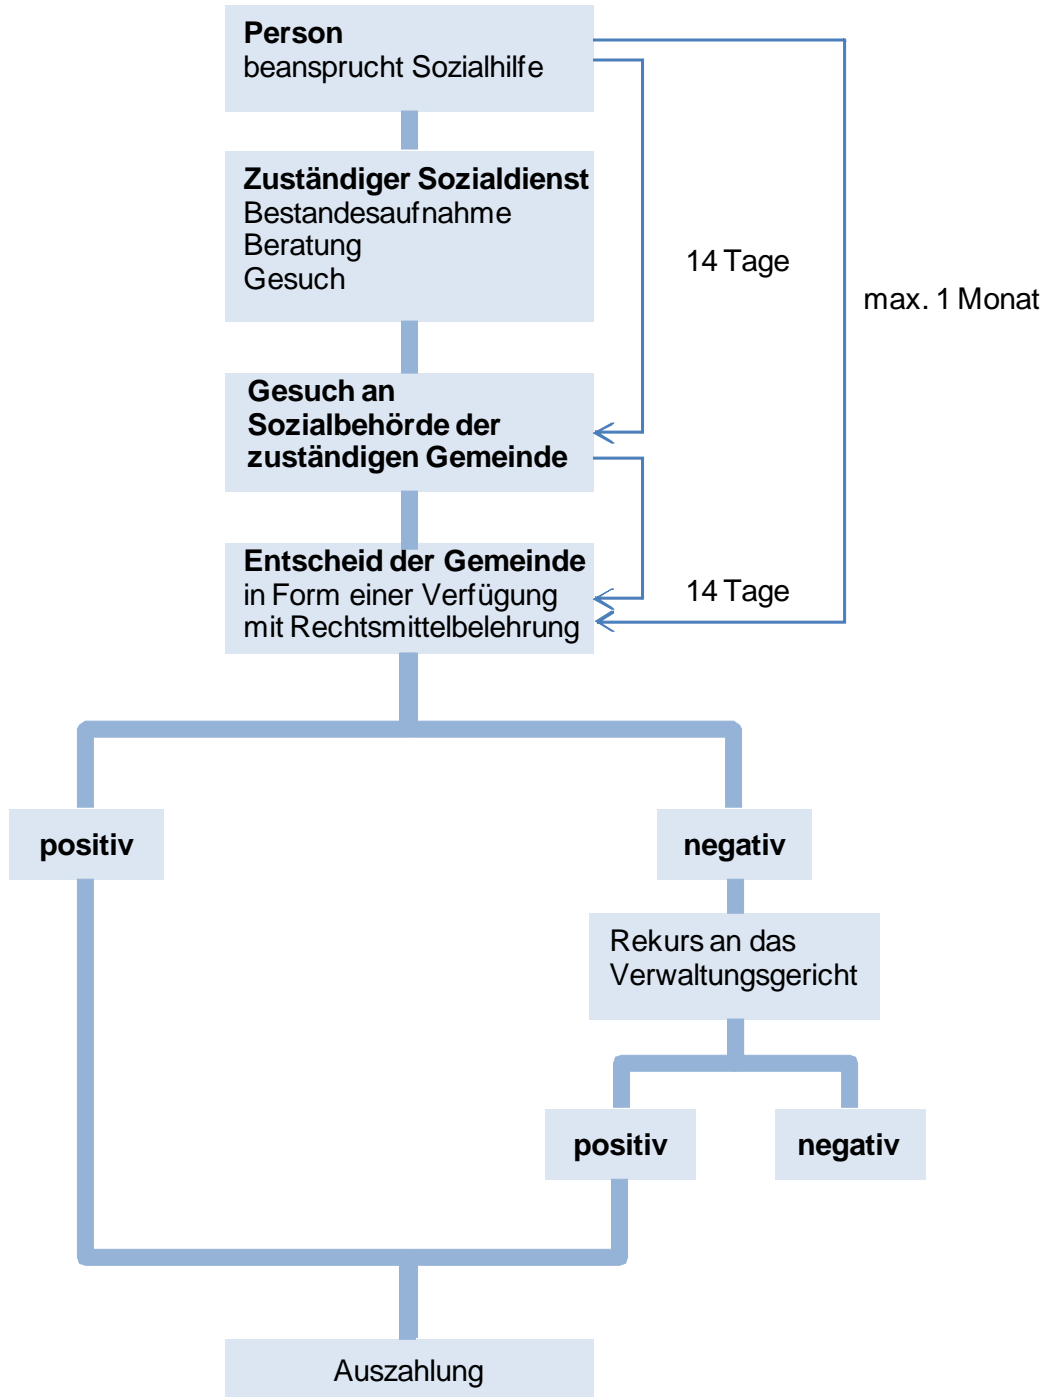 Person
beansprucht Sozialhilfe
Zuständiger Sozialdienst
Bestandesaufnahme
Beratung
Gesuch
14 Tage
max. 1 Monat
Gesuch an
Sozialbehörde der
zuständigen Gemeinde
Entscheid der Gemeinde
in Form einer Verfügung
mit Rechtsmittelbelehrung
14 Tage
positiv
negativ
Rekurs an das
Verwaltungsgericht
positiv
negativ
Auszahlung